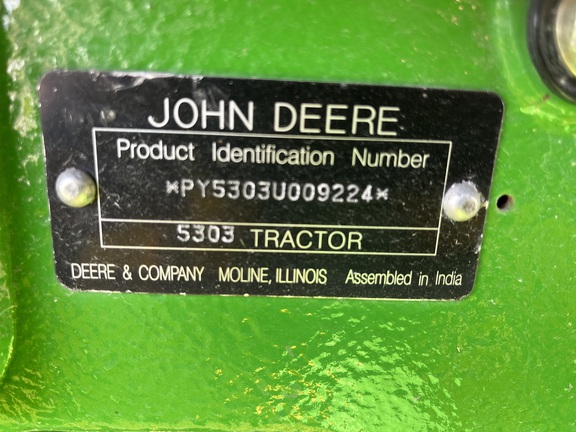 JOHN DEERE
Product Identification Number
*PY5303U009224*
5303 TRACTOR
DEERE & COMPANY MOLINE, ILLINOIS Assembled in India